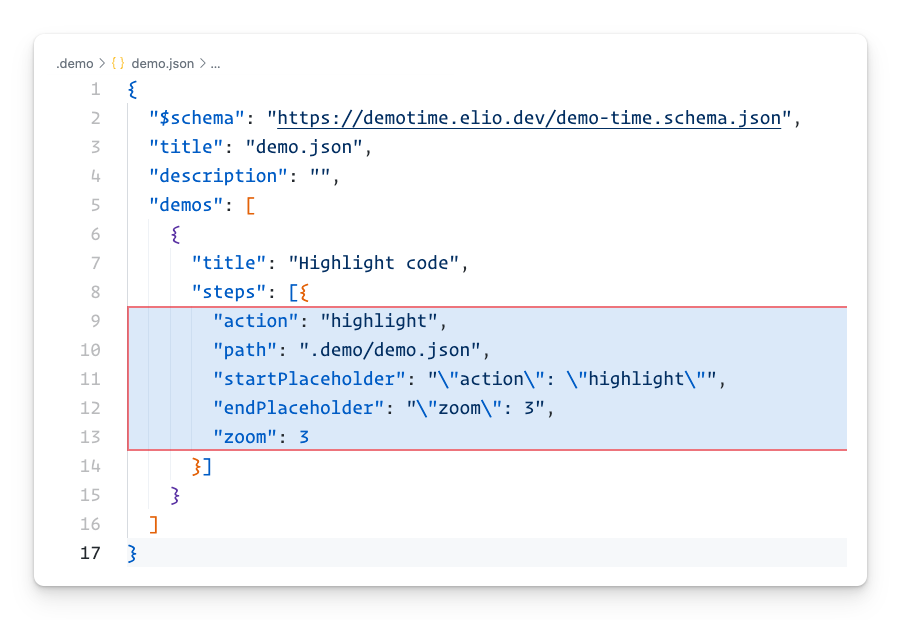 .demo > {} demo.json > ...
1 {
2   "$schema": "https://demotime.elio.dev/demo-time.schema.json",
3   "title": "demo.json",
4   "description": "",
5   "demos": [
6     {
7       "title": "Highlight code",
8       "steps": [{
9         "action": "highlight",
10         "path": ".demo/demo.json",
11         "startPlaceholder": "\"action\": \"highlight\"",
12         "endPlaceholder": "\"zoom\": 3",
13         "zoom": 3
14       }]
15     }
16   ]
17 }